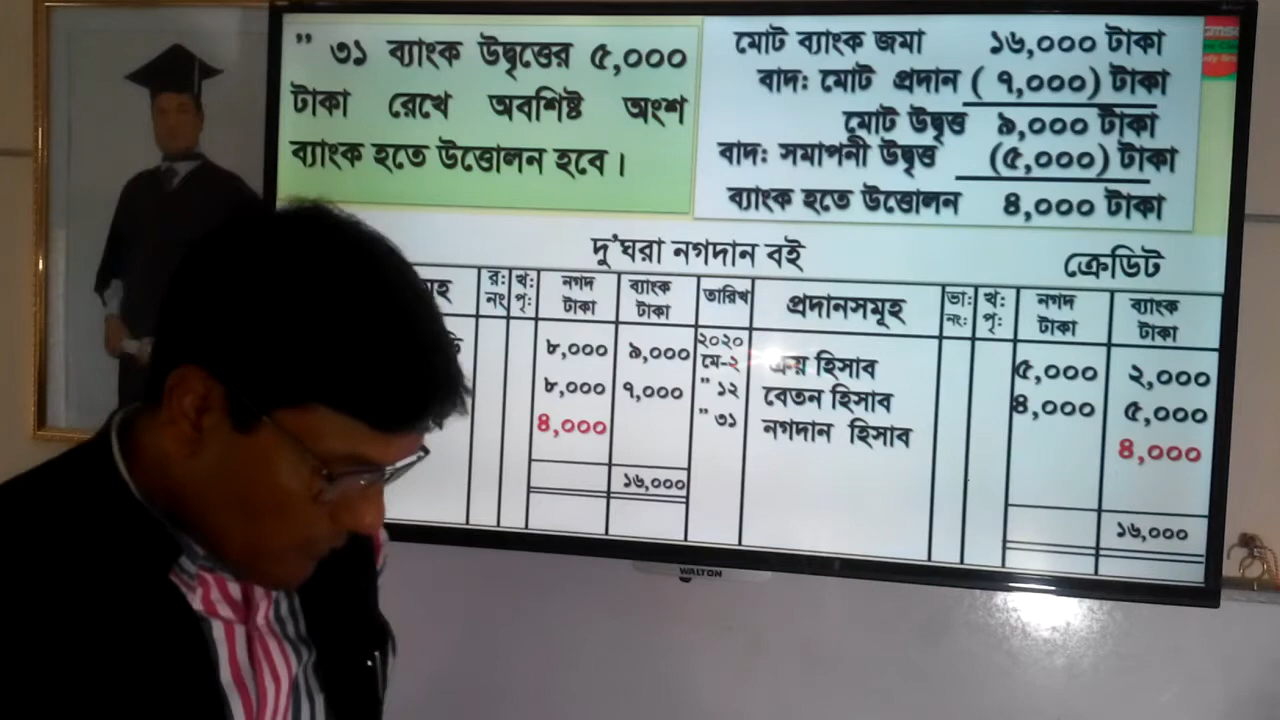 ” ৩১ ব্যাংক উদ্বৃত্তের ৫,০০০
টাকা রেখে অবশিষ্ট অংশ
ব্যাংক হতে উত্তোলন হবে।
মোট ব্যাংক জমা ১৬,০০০ টাকা
বাদঃ মোট প্রদান ( ৭,০০০) টাকা
মোট উদ্বৃত্ত ৯,০০০ টাকা
বাদঃ সমাপনী উদ্বৃত্ত (৫,০০০) টাকা
ব্যাংক হতে উত্তোলন ৪,০০০ টাকা
দু'ঘরা নগদান বই
ক্রেডিট
রঃ নং খঃ পৃঃ নগদ টাকা ব্যাংক টাকা তারিখ প্রদানসমূহ ভাঃ নংঃ খঃ পৃঃ নগদ টাকা ব্যাংক টাকা
৮,০০০ ৯,০০০ ২০২০ মে-২ ক্রয় হিসাব ৫,০০০ ২,০০০
৮,০০০ ৭,০০০ ” ১২ বেতন হিসাব ৪,০০০ ৫,০০০
৪,০০০ ” ৩১ নগদান হিসাব ৪,০০০
১৬,০০০ ১৬,০০০
WALTON